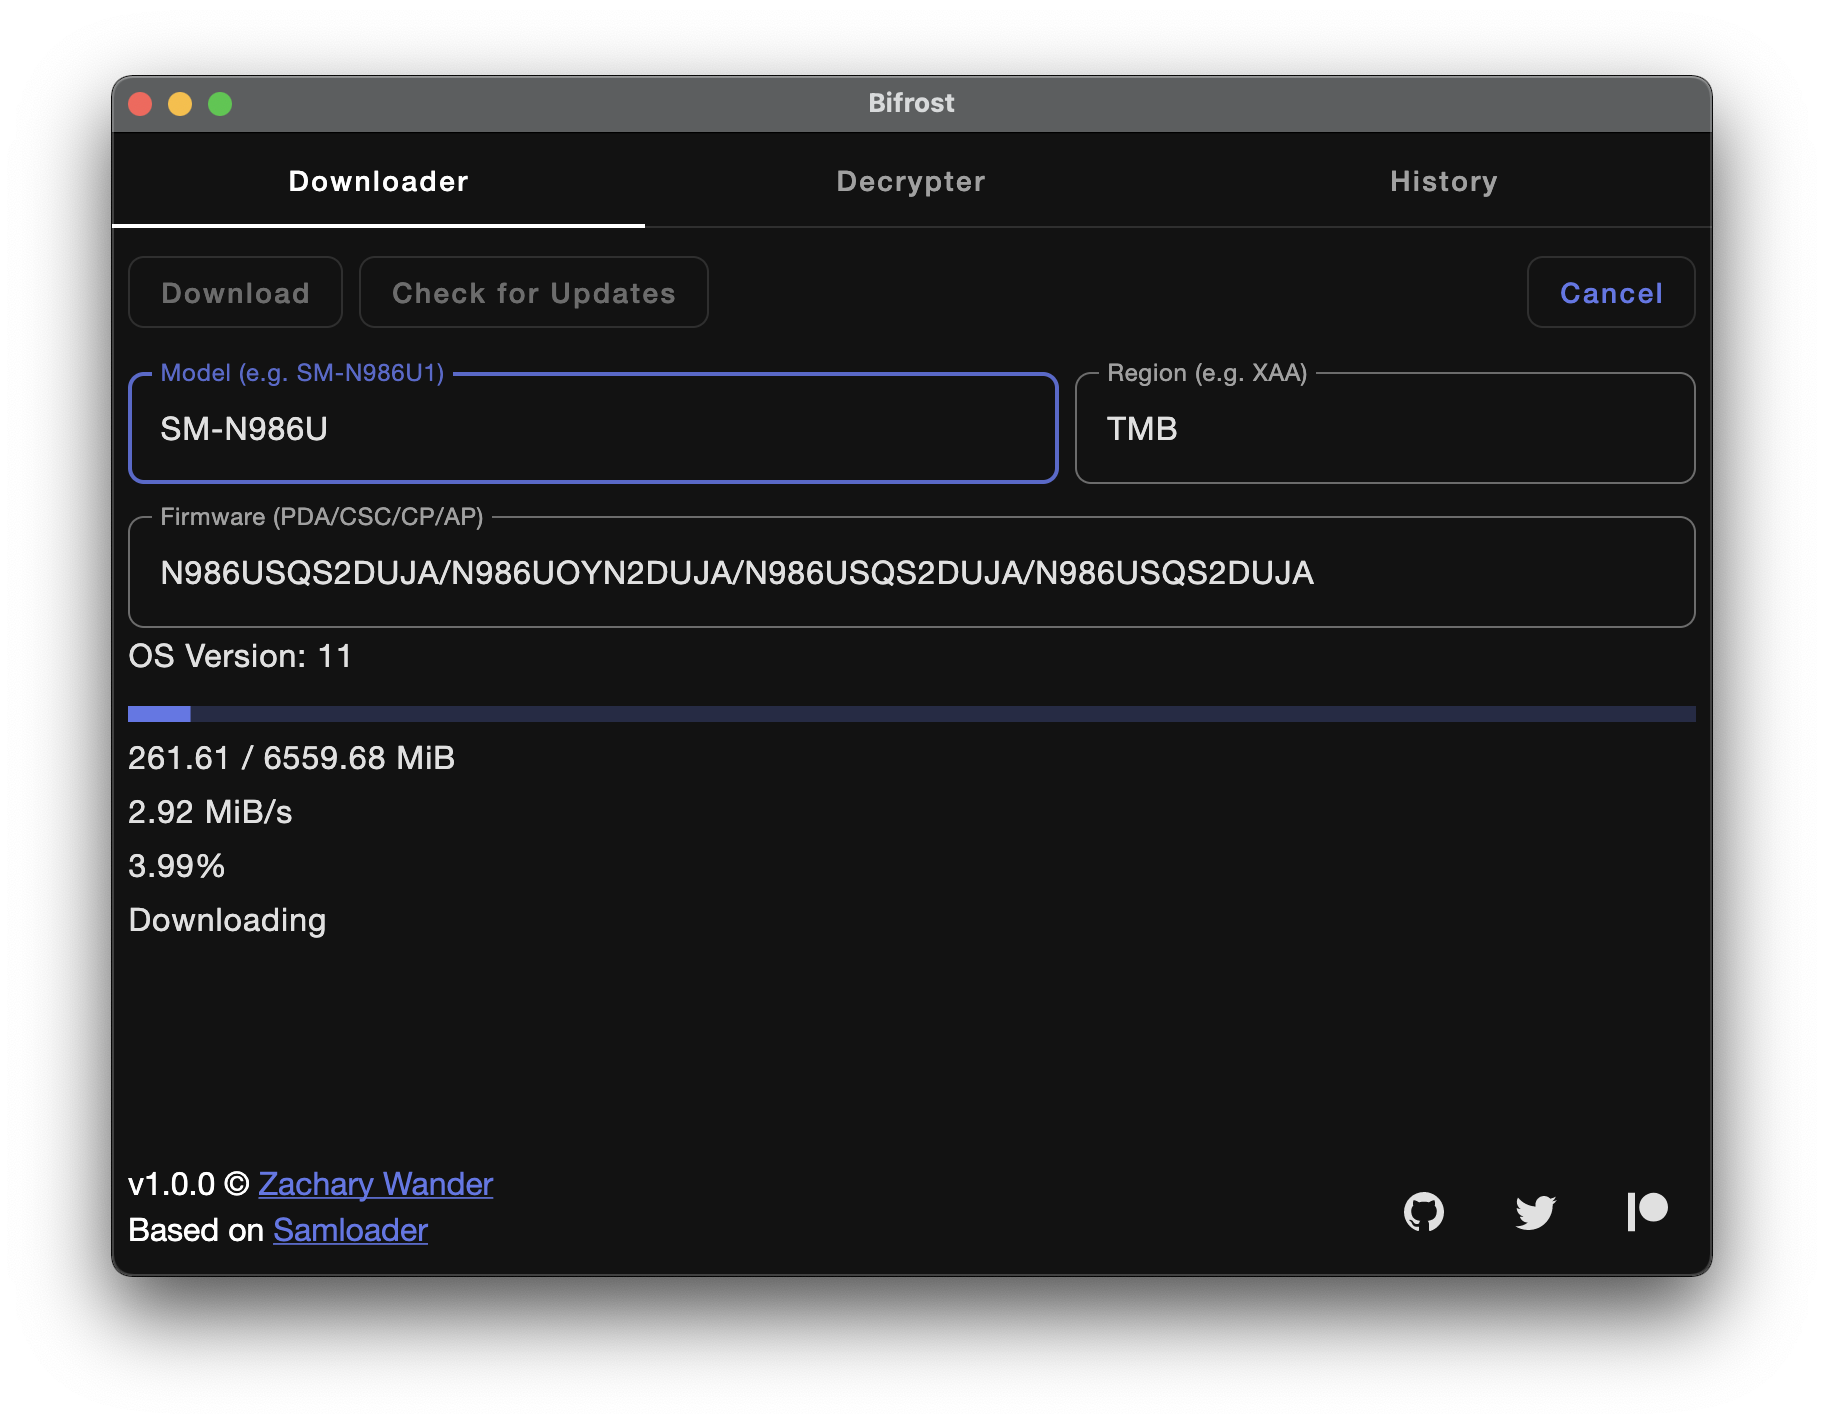 Bifrost
Downloader Decrypter History
Download Check for Updates Cancel
Model (e.g. SM-N986U1) Region (e.g. XAA)
SM-N986U TMB
Firmware (PDA/CSC/CP/AP)
N986USQS2DUJA/N986UOYN2DUJA/N986USQS2DUJA/N986USQS2DUJA
OS Version: 11
261.61 / 6559.68 MiB
2.92 MiB/s
3.99%
Downloading
v1.0.0 © Zachary Wander
Based on Samloader